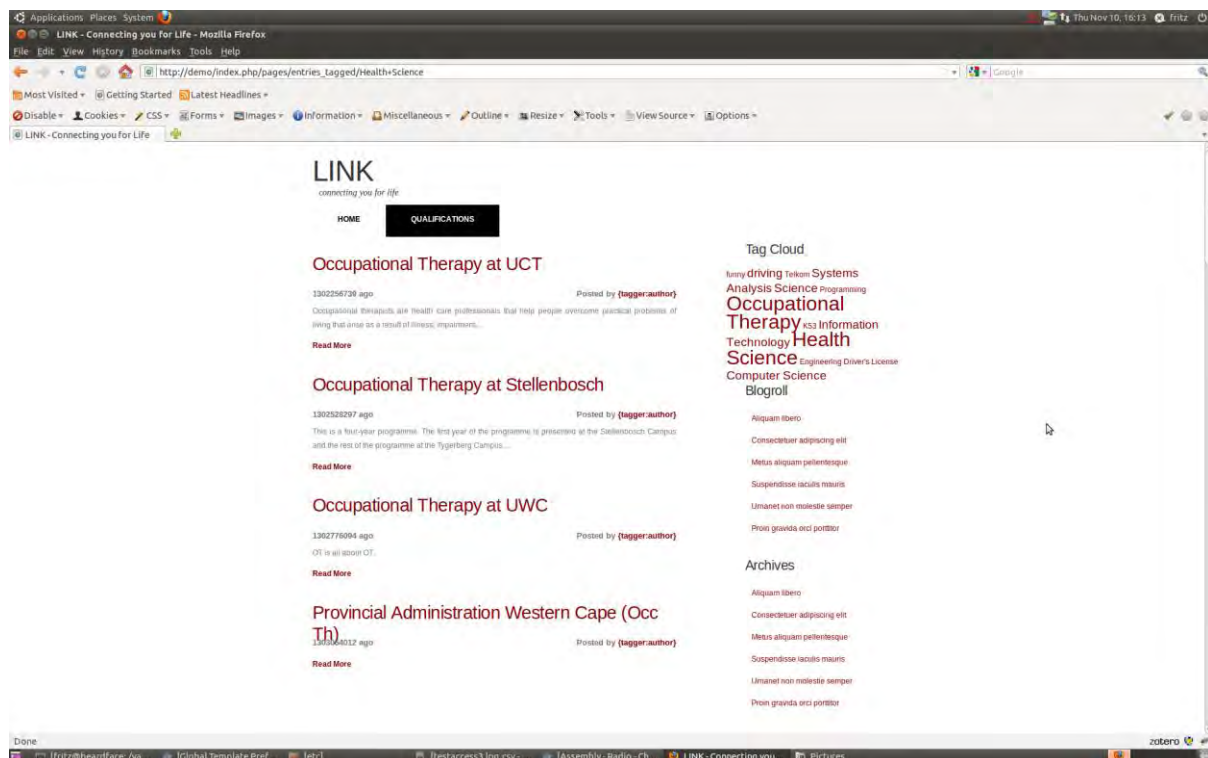 Applications Places System
Thu Nov 10, 16:13 fritz
LINK - Connecting you for Life - Mozilla Firefox
File Edit View History Bookmarks Tools Help
http://demo/index.php/pages/entries_tagged/Health+Science
Google
Most Visited Getting Started Latest Headlines
Disable Cookies CSS Forms Images Information Miscellaneous Outline Resize Tools View Source Options
LINK - Connecting you for Life
LINK
connecting you for life
HOME QUALIFICATIONS
Occupational Therapy at UCT
1302256739 ago Posted by {tagger:author}
Occupational therapists are health care professionals that help people overcome practical problems of
living that arise as a result of illness, impairment,...
Read More
Occupational Therapy at Stellenbosch
1302528297 ago Posted by {tagger:author}
This is a four-year programme. The first year of the programme is presented at the Stellenbosch Campus
and the rest of the programme at the Tygerberg Campus....
Read More
Occupational Therapy at UWC
1302776094 ago Posted by {tagger:author}
OT is all about OT.
Read More
Provincial Administration Western Cape (Occ
Th)
ago Posted by {tagger:author}
Read More
Tag Cloud
funny driving Telkom Systems
Analysis Science Programming
Occupational
Therapy K53 Information
Technology Health
Science Engineering Driver's License
Computer Science
Blogroll
Aliquam libero
Consectetuer adipiscing elit
Metus aliquam pellentesque
Suspendisse iaculis mauris
Urnanet non molestie semper
Proin gravida orci porttitor
Archives
Aliquam libero
Consectetuer adipiscing elit
Metus aliquam pellentesque
Suspendisse iaculis mauris
Urnanet non molestie semper
Proin gravida orci porttitor
Done
zotero
[Global Template Pref [etc] [Assembly - Radio - Ch LINK - Connecting you Pictures